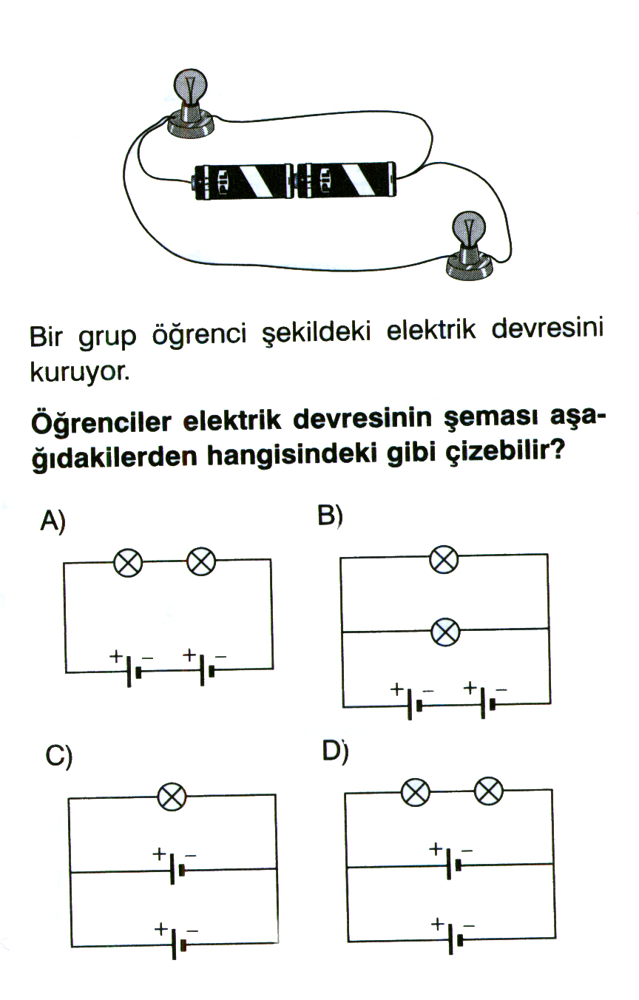 PİL PİL
Bir grup öğrenci şekildeki elektrik devresini
kuruyor.
Öğrenciler elektrik devresinin şeması aşa-
ğıdakilerden hangisindeki gibi çizebilir?
A) B)
+ − + −
+ − + −
C) D)
+ − + −
+ − + −